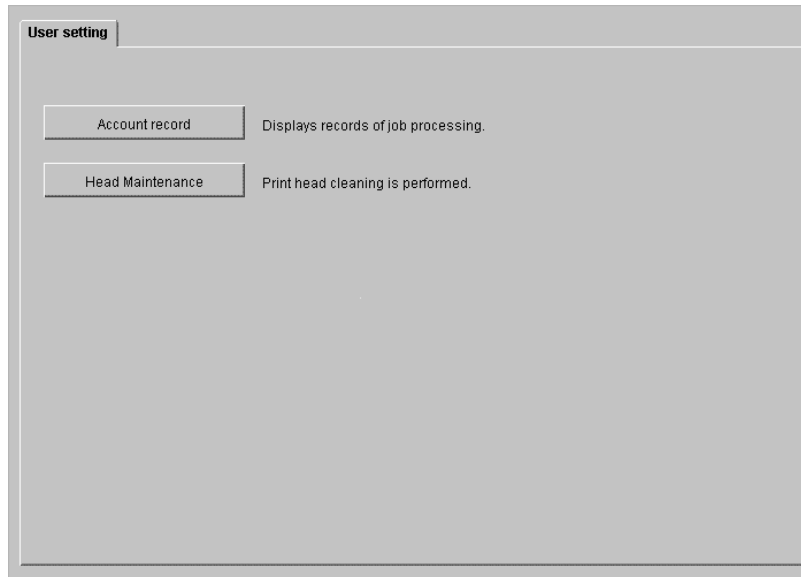 User setting
Account record
Displays records of job processing.
Head Maintenance
Print head cleaning is performed.